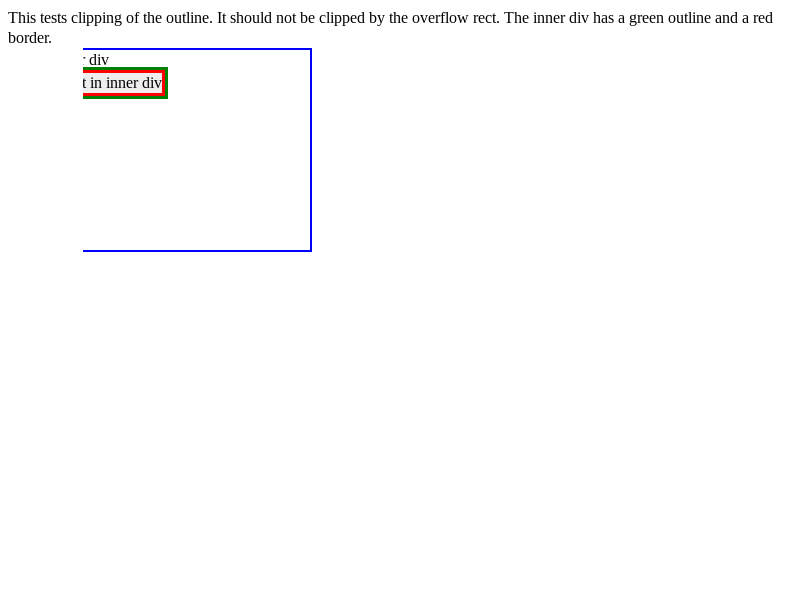 This tests clipping of the outline. It should not be clipped by the overflow rect. The inner div has a green outline and a red
border.
div
t in inner div